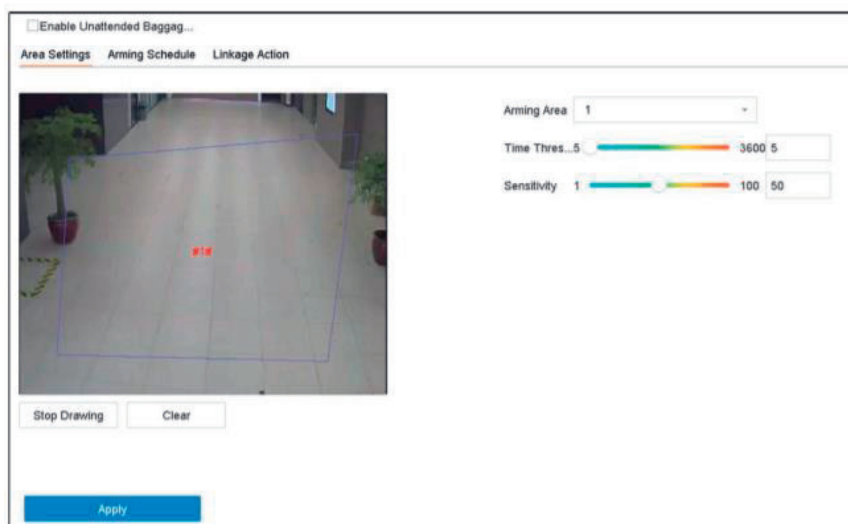 Enable Unattended Baggag...
Area Settings Arming Schedule Linkage Action
Arming Area 1
Time Thres... 5 3600 5
Sensitivity 1 100 50
#1#
Stop Drawing Clear
Apply